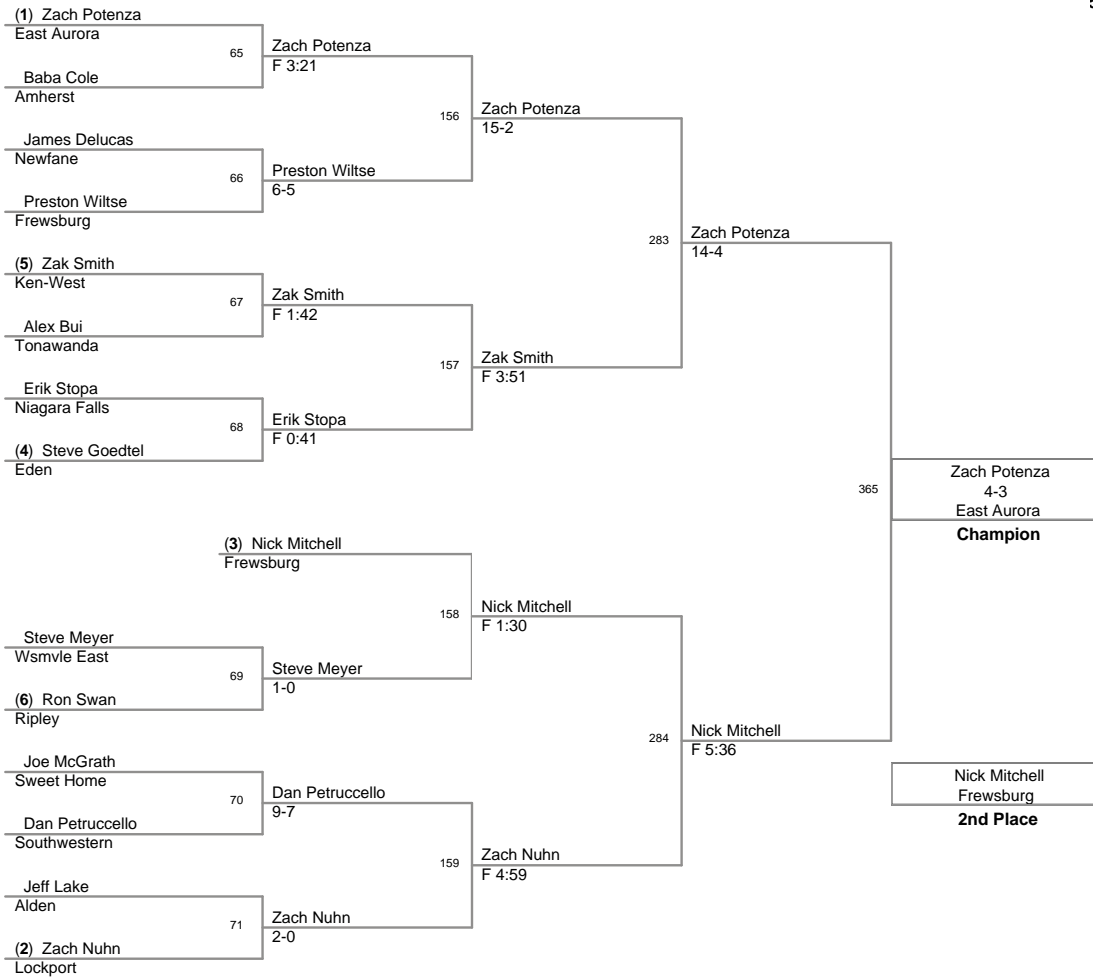 (1) Zach Potenza
East Aurora
65
Baba Cole
Amherst
Zach Potenza
F 3:21
James Delucas
Newfane
66
Preston Wiltse
Frewsburg
Preston Wiltse
6-5
156
Zach Potenza
15-2
(5) Zak Smith
Ken-West
67
Alex Bui
Tonawanda
Zak Smith
F 1:42
Erik Stopa
Niagara Falls
68
(4) Steve Goedtel
Eden
Erik Stopa
F 0:41
157
Zak Smith
F 3:51
283
Zach Potenza
14-4
(3) Nick Mitchell
Frewsburg
Steve Meyer
Wsmvle East
69
(6) Ron Swan
Ripley
Steve Meyer
1-0
158
Nick Mitchell
F 1:30
Joe McGrath
Sweet Home
70
Dan Petruccello
Southwestern
Dan Petruccello
9-7
Jeff Lake
Alden
71
(2) Zach Nuhn
Lockport
Zach Nuhn
2-0
159
Zach Nuhn
F 4:59
284
Nick Mitchell
F 5:36
365
Zach Potenza
4-3
East Aurora
Champion
Nick Mitchell
Frewsburg
2nd Place